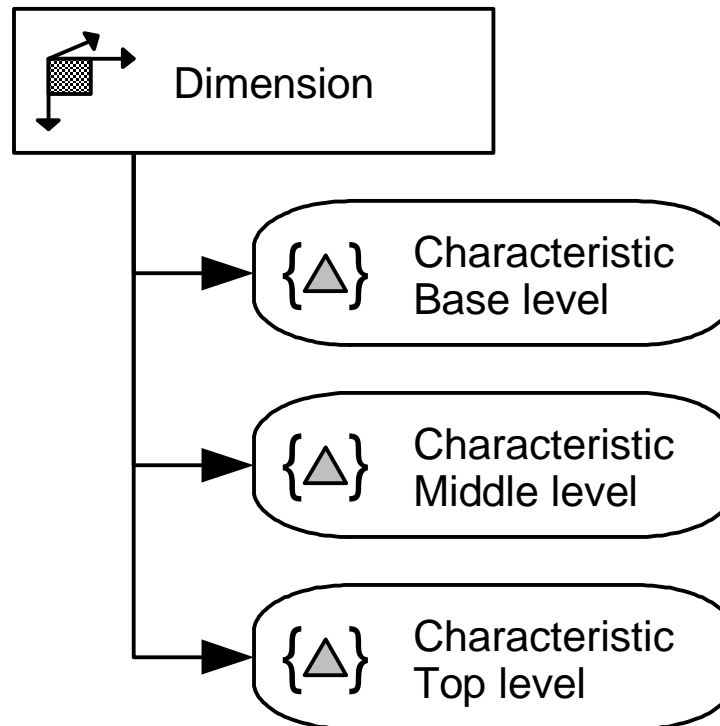 Dimension
{▲} Characteristic
Base level
{▲} Characteristic
Middle level
{▲} Characteristic
Top level